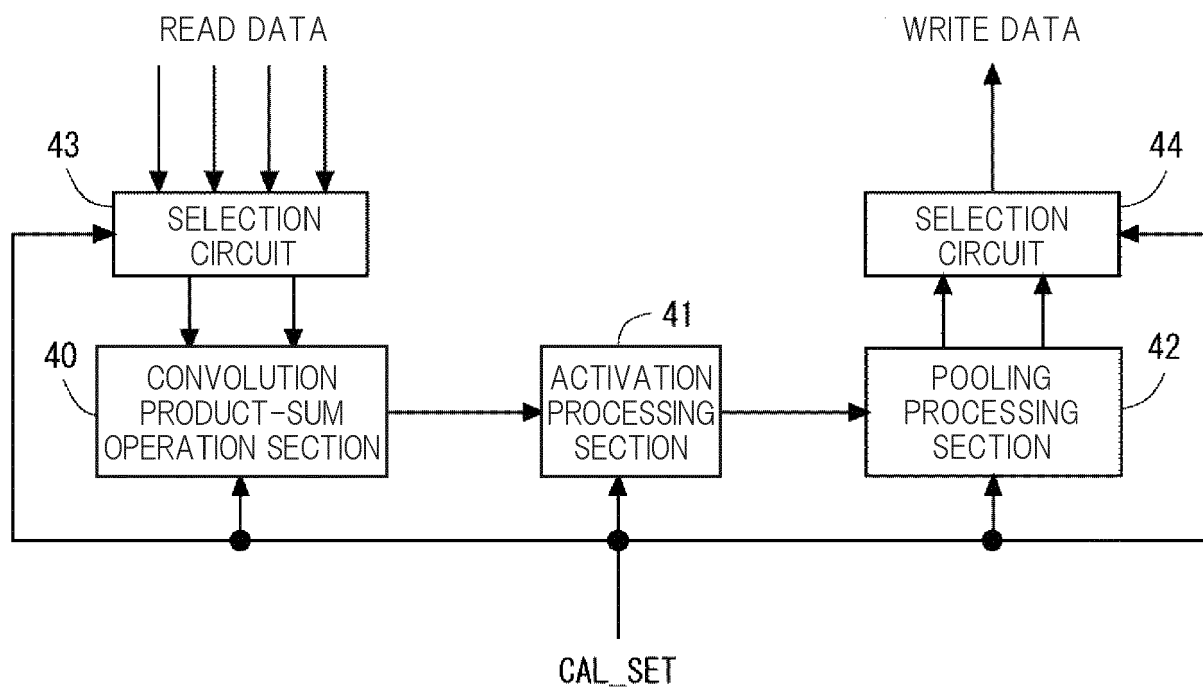 READ DATA
WRITE DATA
43
44
SELECTION
CIRCUIT
SELECTION
CIRCUIT
41
40
42
CONVOLUTION
PRODUCT-SUM
OPERATION SECTION
ACTIVATION
PROCESSING
SECTION
POOLING
PROCESSING
SECTION
CAL_SET